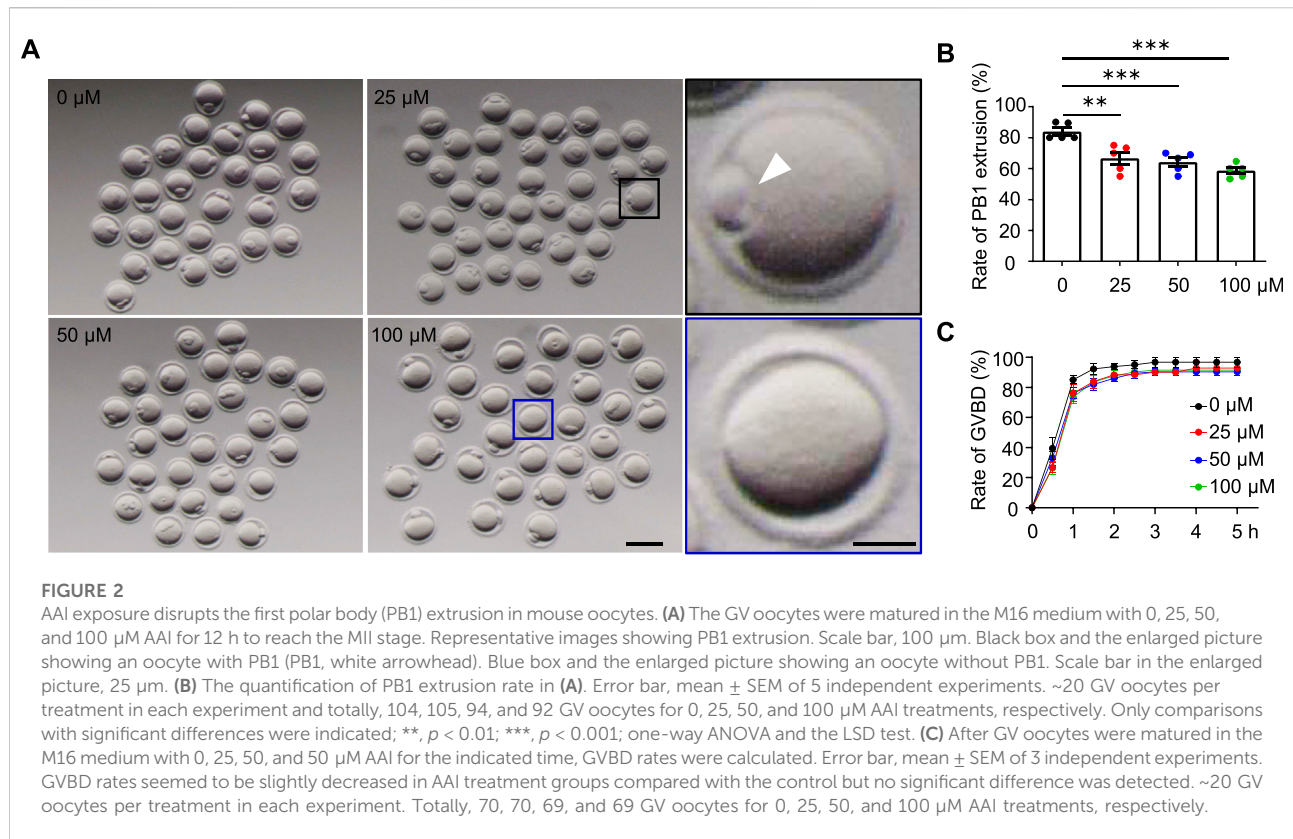 A
0 µM
25 µM
50 µM
100 µM
B
***
***
**
Rate of PB1 extrusion (%)
100
80
60
40
20
0
0 25 50 100 µM
C
Rate of GVBD (%)
100
80
60
40
20
0
0 1 2 3 4 5 h
0 µM
25 µM
50 µM
100 µM
FIGURE 2
AAI exposure disrupts the first polar body (PB1) extrusion in mouse oocytes. (A) The GV oocytes were matured in the M16 medium with 0, 25, 50,
and 100 µM AAI for 12 h to reach the MII stage. Representative images showing PB1 extrusion. Scale bar, 100 µm. Black box and the enlarged picture
showing an oocyte with PB1 (PB1, white arrowhead). Blue box and the enlarged picture showing an oocyte without PB1. Scale bar in the enlarged
picture, 25 µm. (B) The quantification of PB1 extrusion rate in (A). Error bar, mean ± SEM of 5 independent experiments. ~20 GV oocytes per
treatment in each experiment and totally, 104, 105, 94, and 92 GV oocytes for 0, 25, 50, and 100 µM AAI treatments, respectively. Only comparisons
with significant differences were indicated; **, p < 0.01; ***, p < 0.001; one-way ANOVA and the LSD test. (C) After GV oocytes were matured in the
M16 medium with 0, 25, 50, and 50 µM AAI for the indicated time, GVBD rates were calculated. Error bar, mean ± SEM of 3 independent experiments.
GVBD rates seemed to be slightly decreased in AAI treatment groups compared with the control but no significant difference was detected. ~20 GV
oocytes per treatment in each experiment. Totally, 70, 70, 69, and 69 GV oocytes for 0, 25, 50, and 100 µM AAI treatments, respectively.